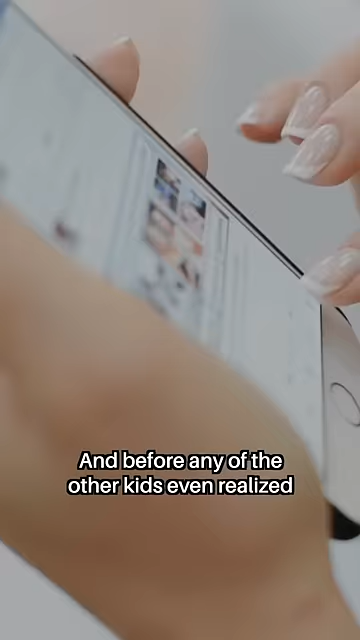 And before any of the
other kids even realized